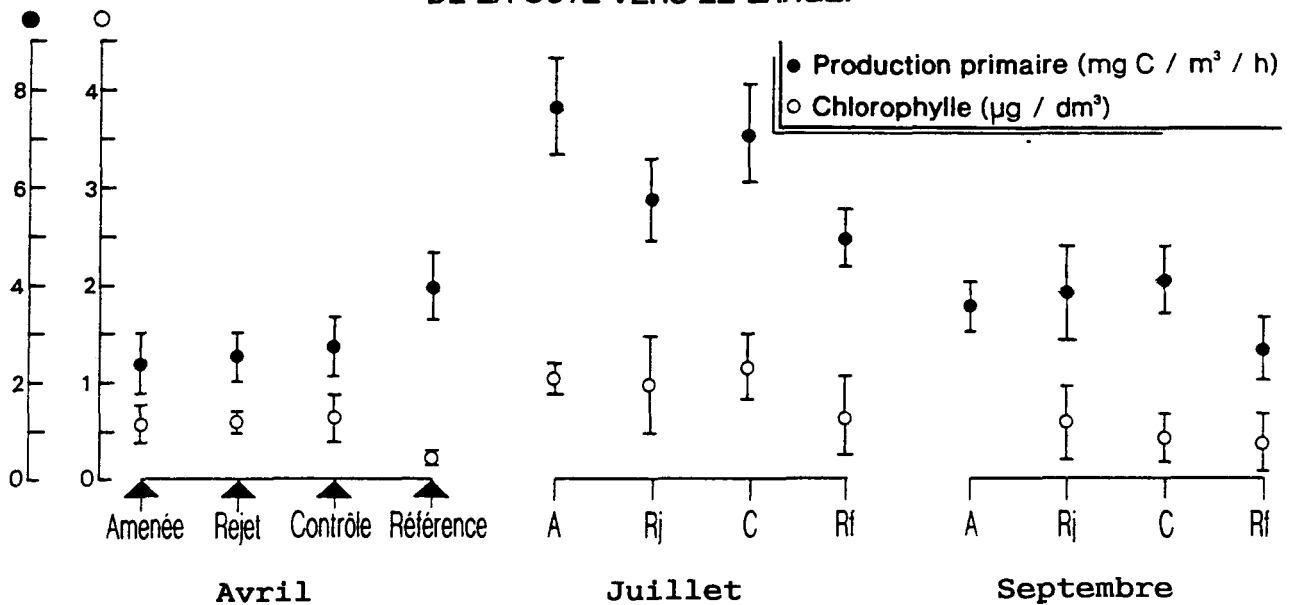 ● Production primaire (mg C / m³ / h)
○ Chlorophylle (µg / dm³)
8
6
4
2
0
4
3
2
1
0
Amenée Rejet Contrôle Référence
A Rj C Rf
A Rj C Rf
Avril Juillet Septembre